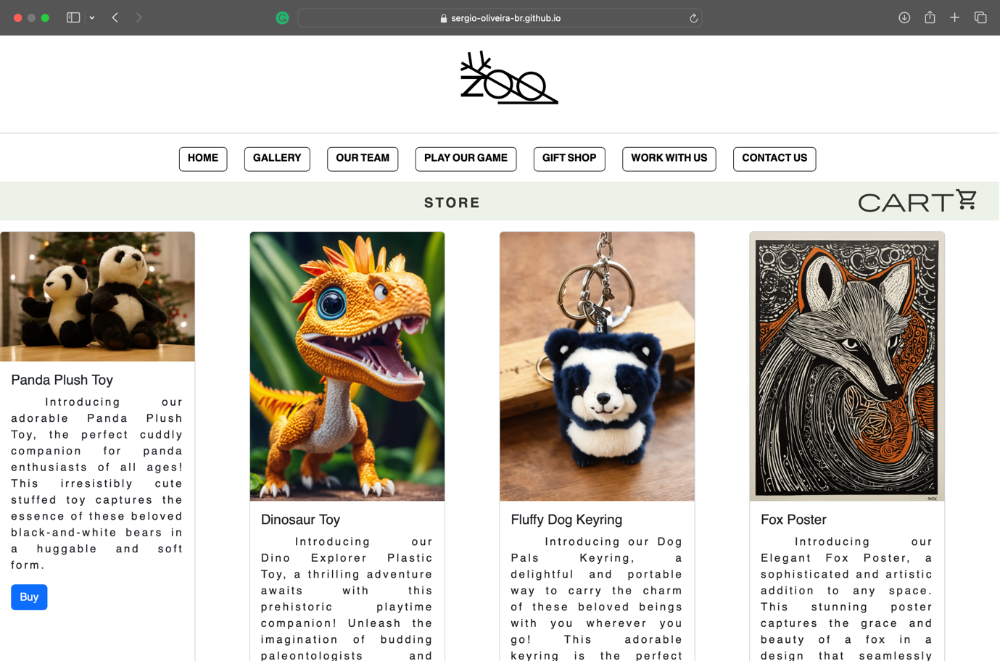 sergio-oliveira-br.github.io
ZOO
HOME
GALLERY
OUR TEAM
PLAY OUR GAME
GIFT SHOP
WORK WITH US
CONTACT US
STORE
CART
Panda Plush Toy
Introducing our
adorable Panda Plush
Toy, the perfect cuddly
companion for panda
enthusiasts of all ages!
This irresistibly cute
stuffed toy captures the
essence of these beloved
black-and-white bears in
a huggable and soft
form.
Buy
Dinosaur Toy
Introducing our
Dino Explorer Plastic
Toy, a thrilling adventure
awaits with this
prehistoric playtime
companion! Unleash the
imagination of budding
paleontologists and
Fluffy Dog Keyring
Introducing our Dog
Pals Keyring, a
delightful and portable
way to carry the charm
of these beloved beings
with you wherever you
go! This adorable
keyring is the perfect
Fox Poster
Introducing our
Elegant Fox Poster, a
sophisticated and artistic
addition to any space.
This stunning poster
captures the grace and
beauty of a fox in a
design that seamlessly